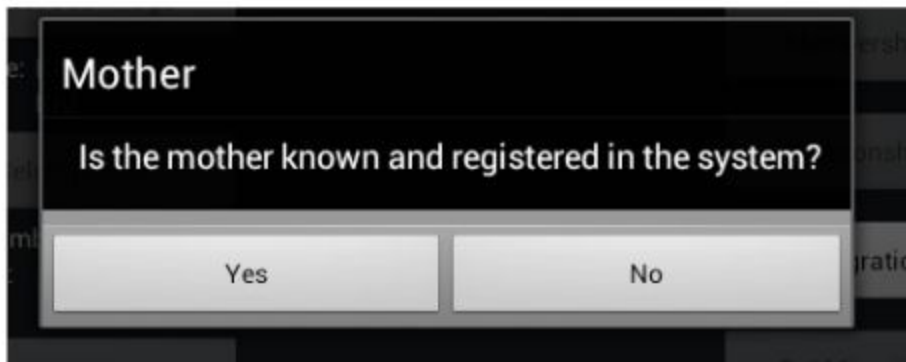 Mother
Is the mother known and registered in the system?
Yes
No